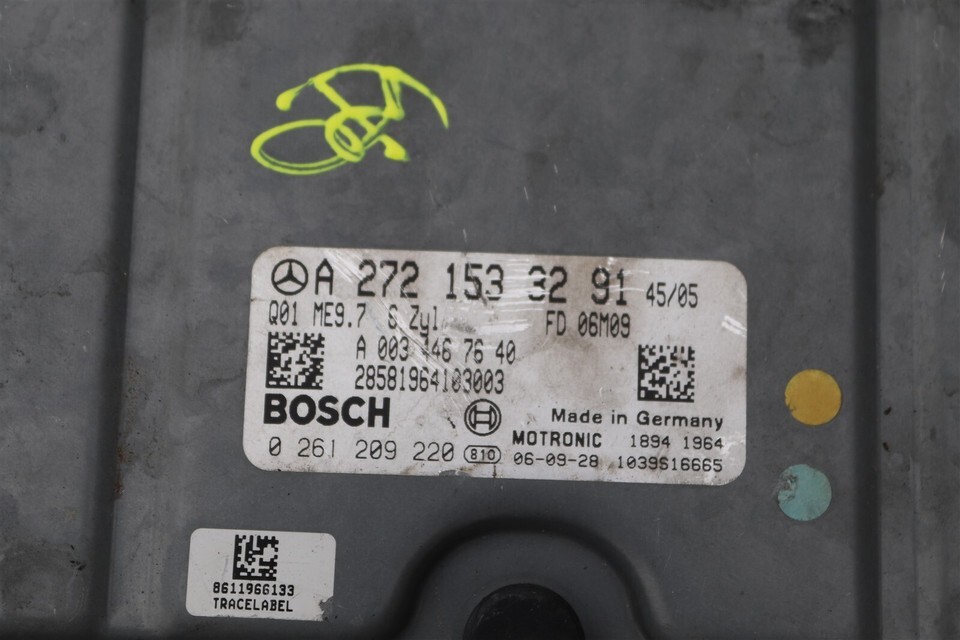 A 272 153 32 91 45/05
Q01 ME9.7 6 Zyl. FD 06M09
A 003 446 76 40
28581964103003
BOSCH
Made in Germany
0 261 209 220 810 MOTRONIC 1894 1964
06-09-28 1039S16665
8611966133
TRACELABEL